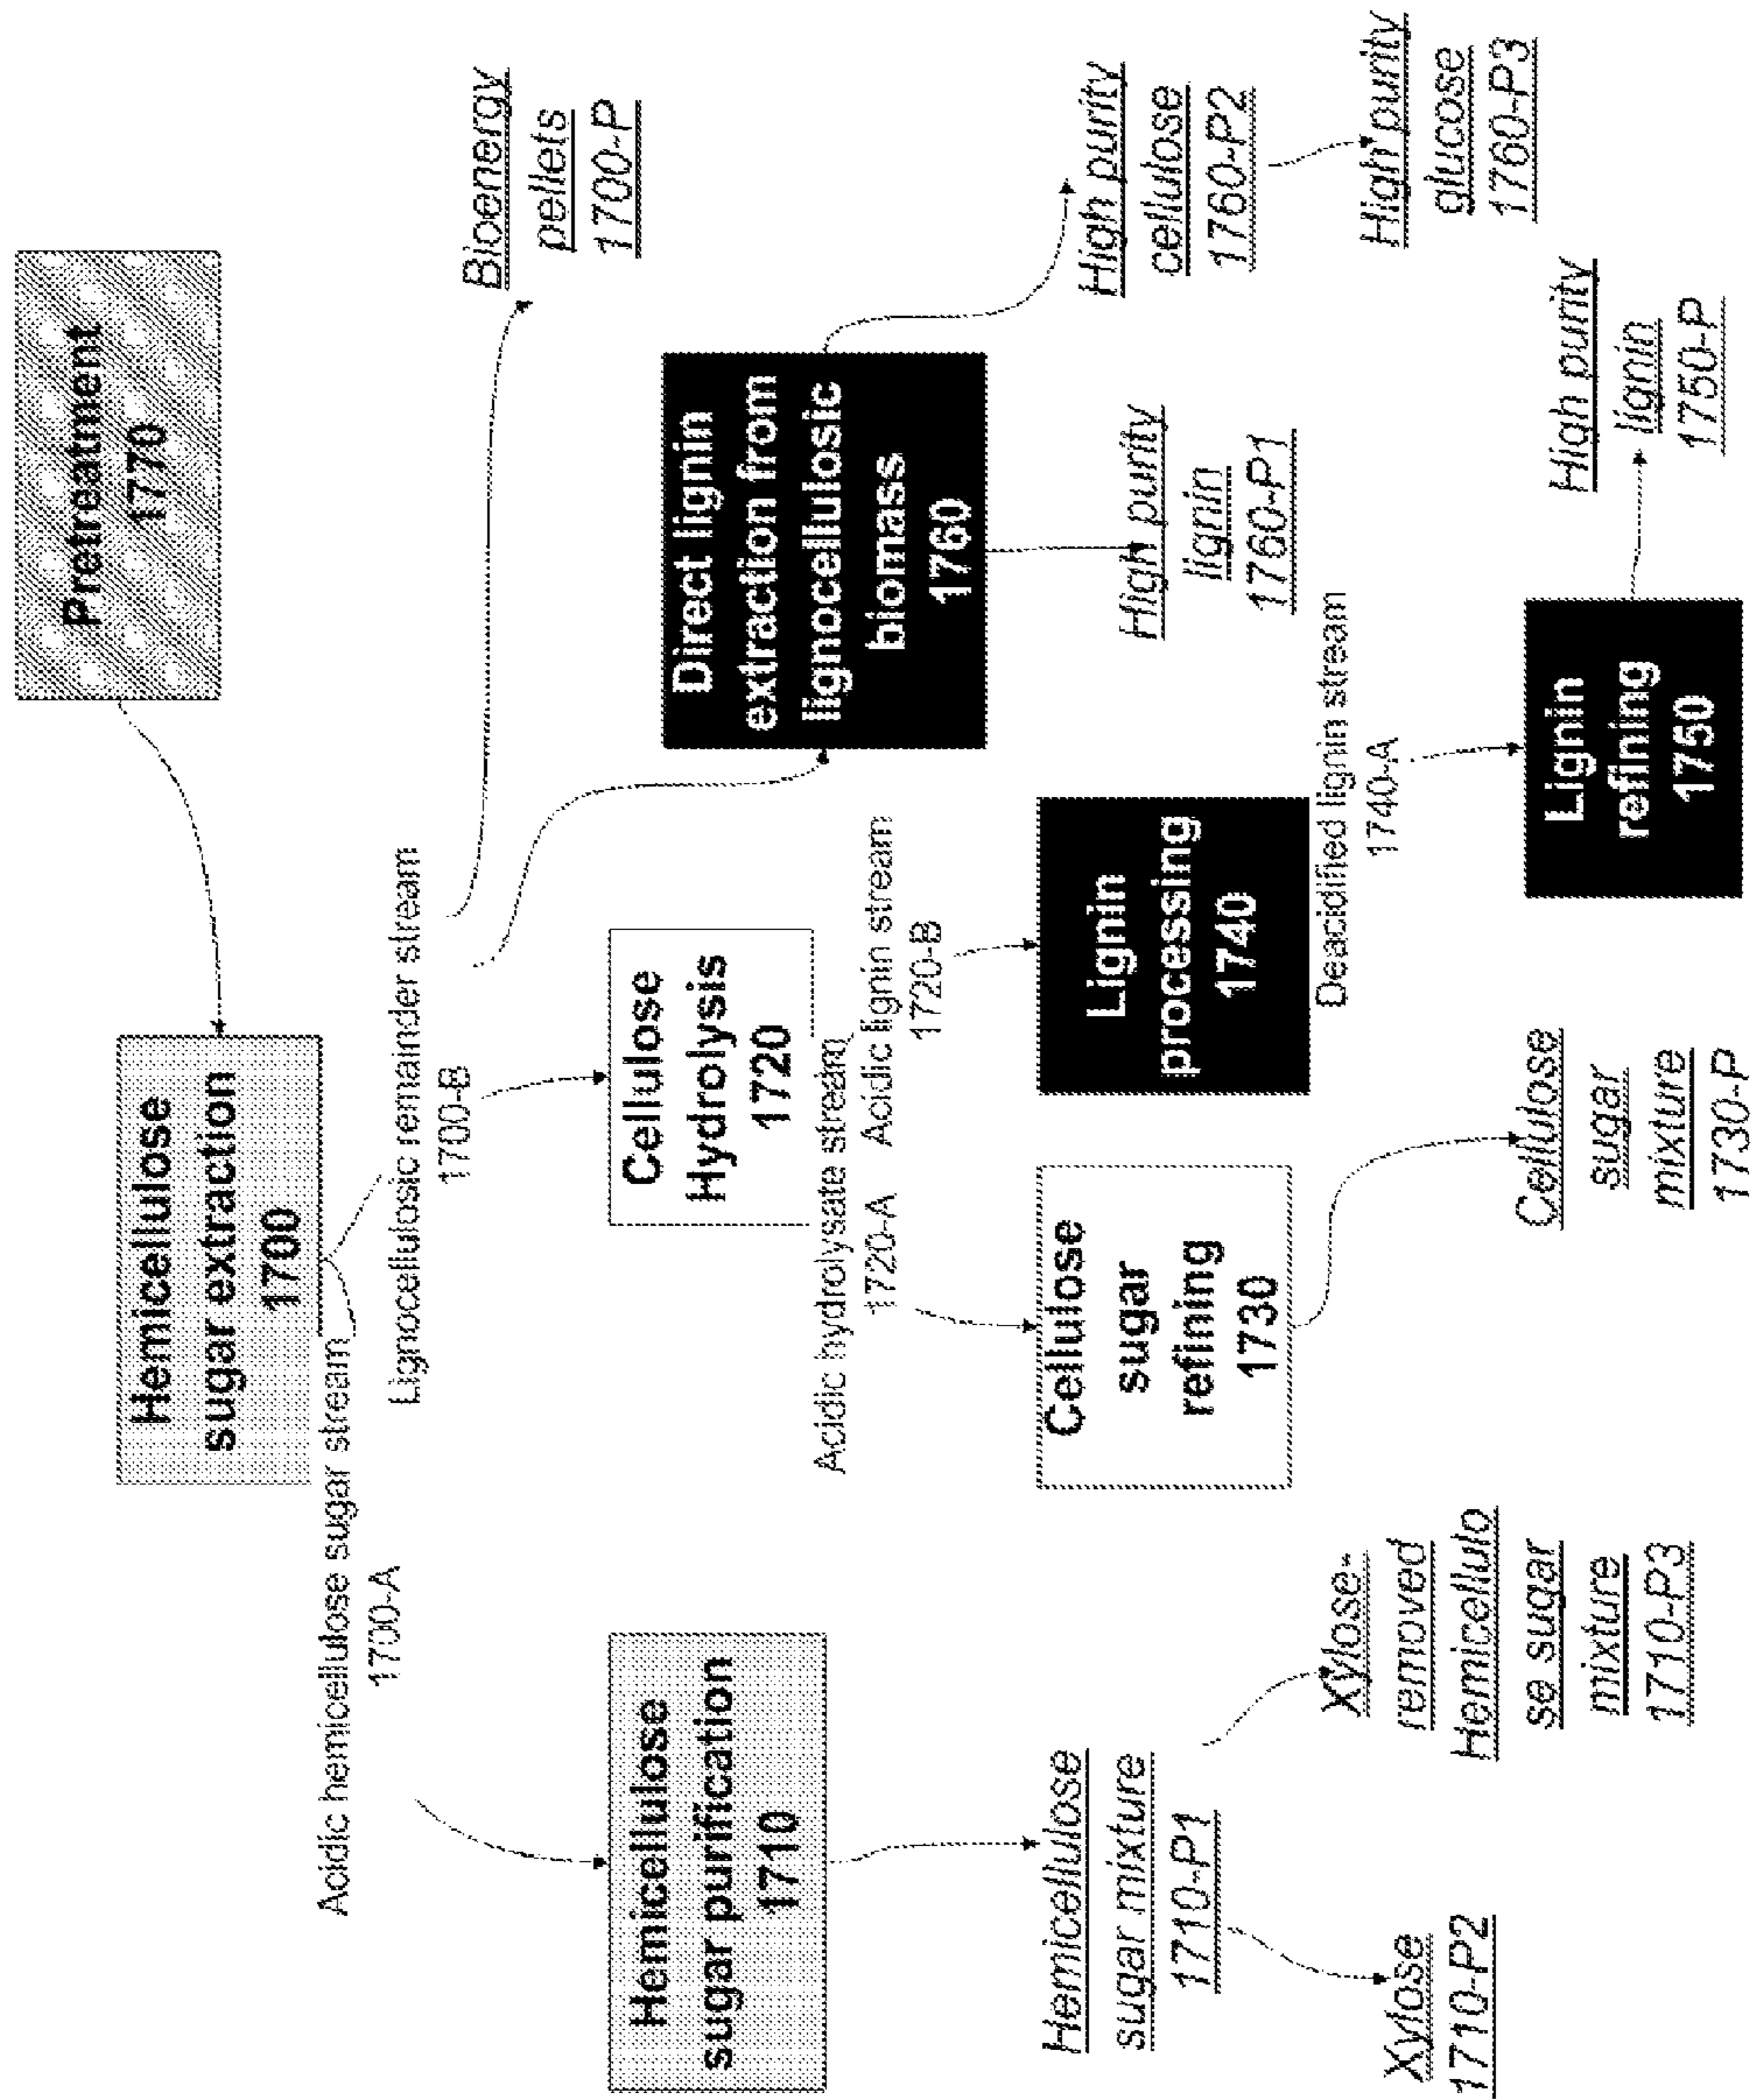 Pretreatment
1770
Hemicellulose
sugar extraction
1700
Acidic hemicellulose sugar stream
1700-A
Lignocellulosic remainder stream
1700-B
Bioenergy
pellets
1700-P
Hemicellulose
sugar purification
1710
Cellulose
Hydrolysis
1720
Direct lignin
extraction from
lignocellulosic
biomass
1760
Acidic hydrolysate stream
1720-A
Acidic lignin stream
1720-B
Hemicellulose
sugar mixture
1710-P1
Cellulose
sugar
refining
1730
Lignin
processing
1740
High purity
lignin
1760-P1
High purity
cellulose
1760-P2
Deacidified lignin stream
1740-A
Xylose
1710-P2
Xylose-
removed
Hemicellulo
se sugar
mixture
1710-P3
Cellulose
sugar
mixture
1730-P
Lignin
refining
1750
High purity
lignin
1750-P
High purity
glucose
1760-P3